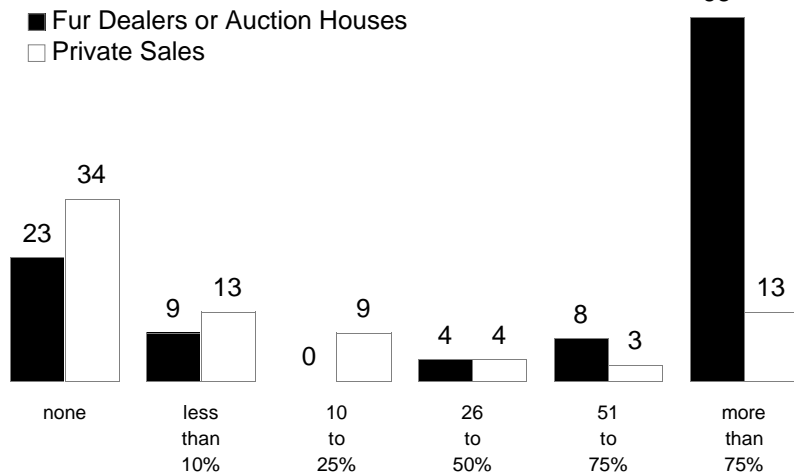 Fur Dealers or Auction Houses
Private Sales
34
23
9
13
0
9
4
4
8
3
13
none
less
than
10%
10
to
25%
26
to
50%
51
to
75%
more
than
75%